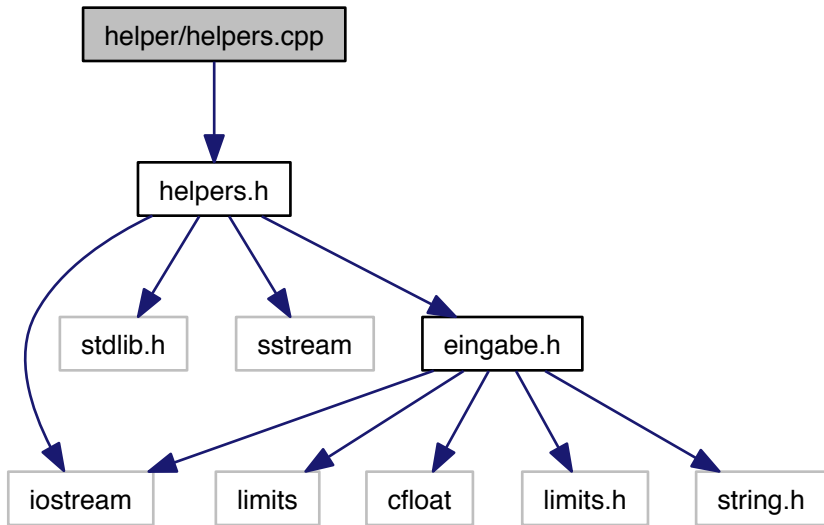 helper/helpers.cpp
helpers.h
stdlib.h
sstream
eingabe.h
iostream
limits
cfloat
limits.h
string.h